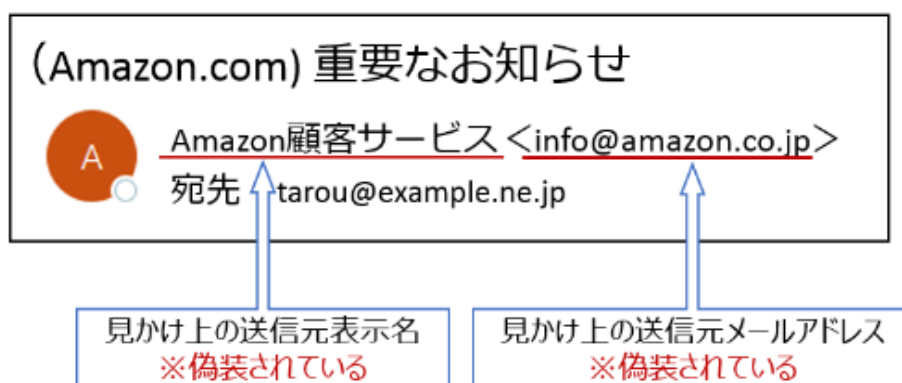 （Amazon.com) 重要なお知らせ
A
Amazon顧客サービス＜info@amazon.co.jp＞
宛先 tarou@example.ne.jp
見かけ上の送信元表示名
※偽装されている
見かけ上の送信元メールアドレス
※偽装されている